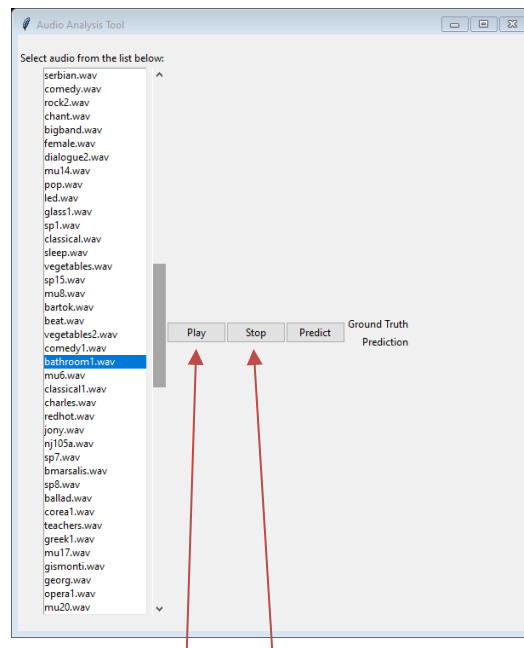 Audio Analysis Tool
Select audio from the list below:
serbian.wav
comedy.wav
rock2.wav
chant.wav
bigband.wav
female.wav
dialogue2.wav
mu14.wav
pop.wav
led.wav
glass1.wav
sp1.wav
classical.wav
sleep.wav
vegetables.wav
sp15.wav
mu8.wav
bartok.wav
beat.wav
vegetables2.wav
comedy1.wav
bathroom1.wav
mu6.wav
classical1.wav
charles.wav
redhot.wav
jony.wav
nj105a.wav
sp7.wav
bmarsalis.wav
sp8.wav
ballad.wav
corea1.wav
teachers.wav
greek1.wav
mu17.wav
gismonti.wav
georg.wav
opera1.wav
mu20.wav
Play Stop Predict Ground Truth
Prediction